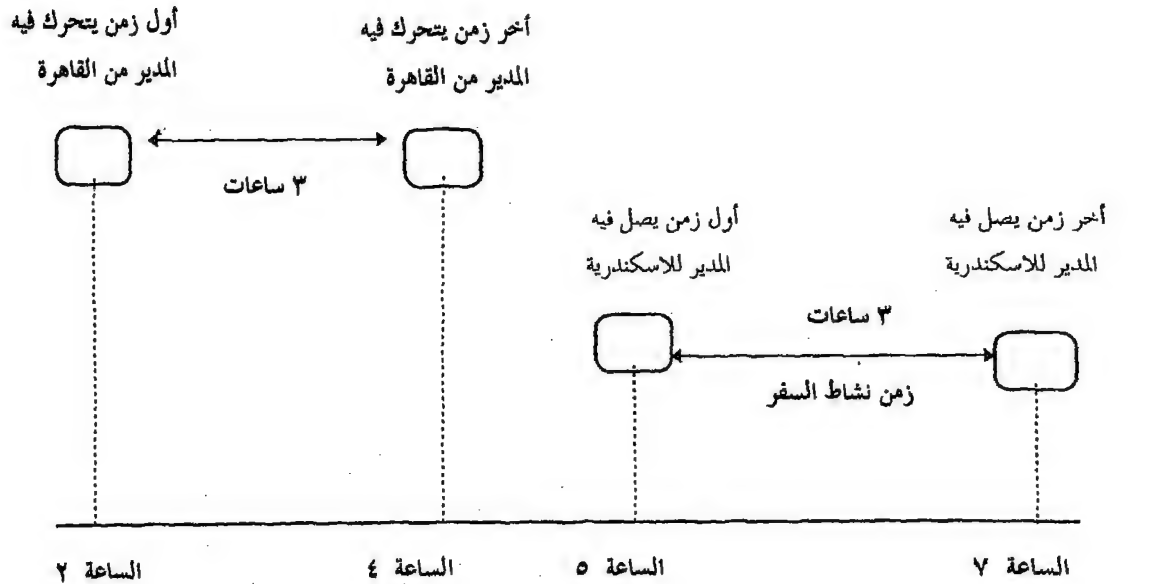 أول زمن يتحرك فيه
المدير من القاهرة
أخر زمن يتحرك فيه
المدير من القاهرة
٣ ساعات
أول زمن يصل فيه
المدير للاسكندرية
أخر زمن يصل فيه
المدير للاسكندرية
٣ ساعات
زمن نشاط السفر
الساعة ٢
الساعة ٤
الساعة ٥
الساعة ٧